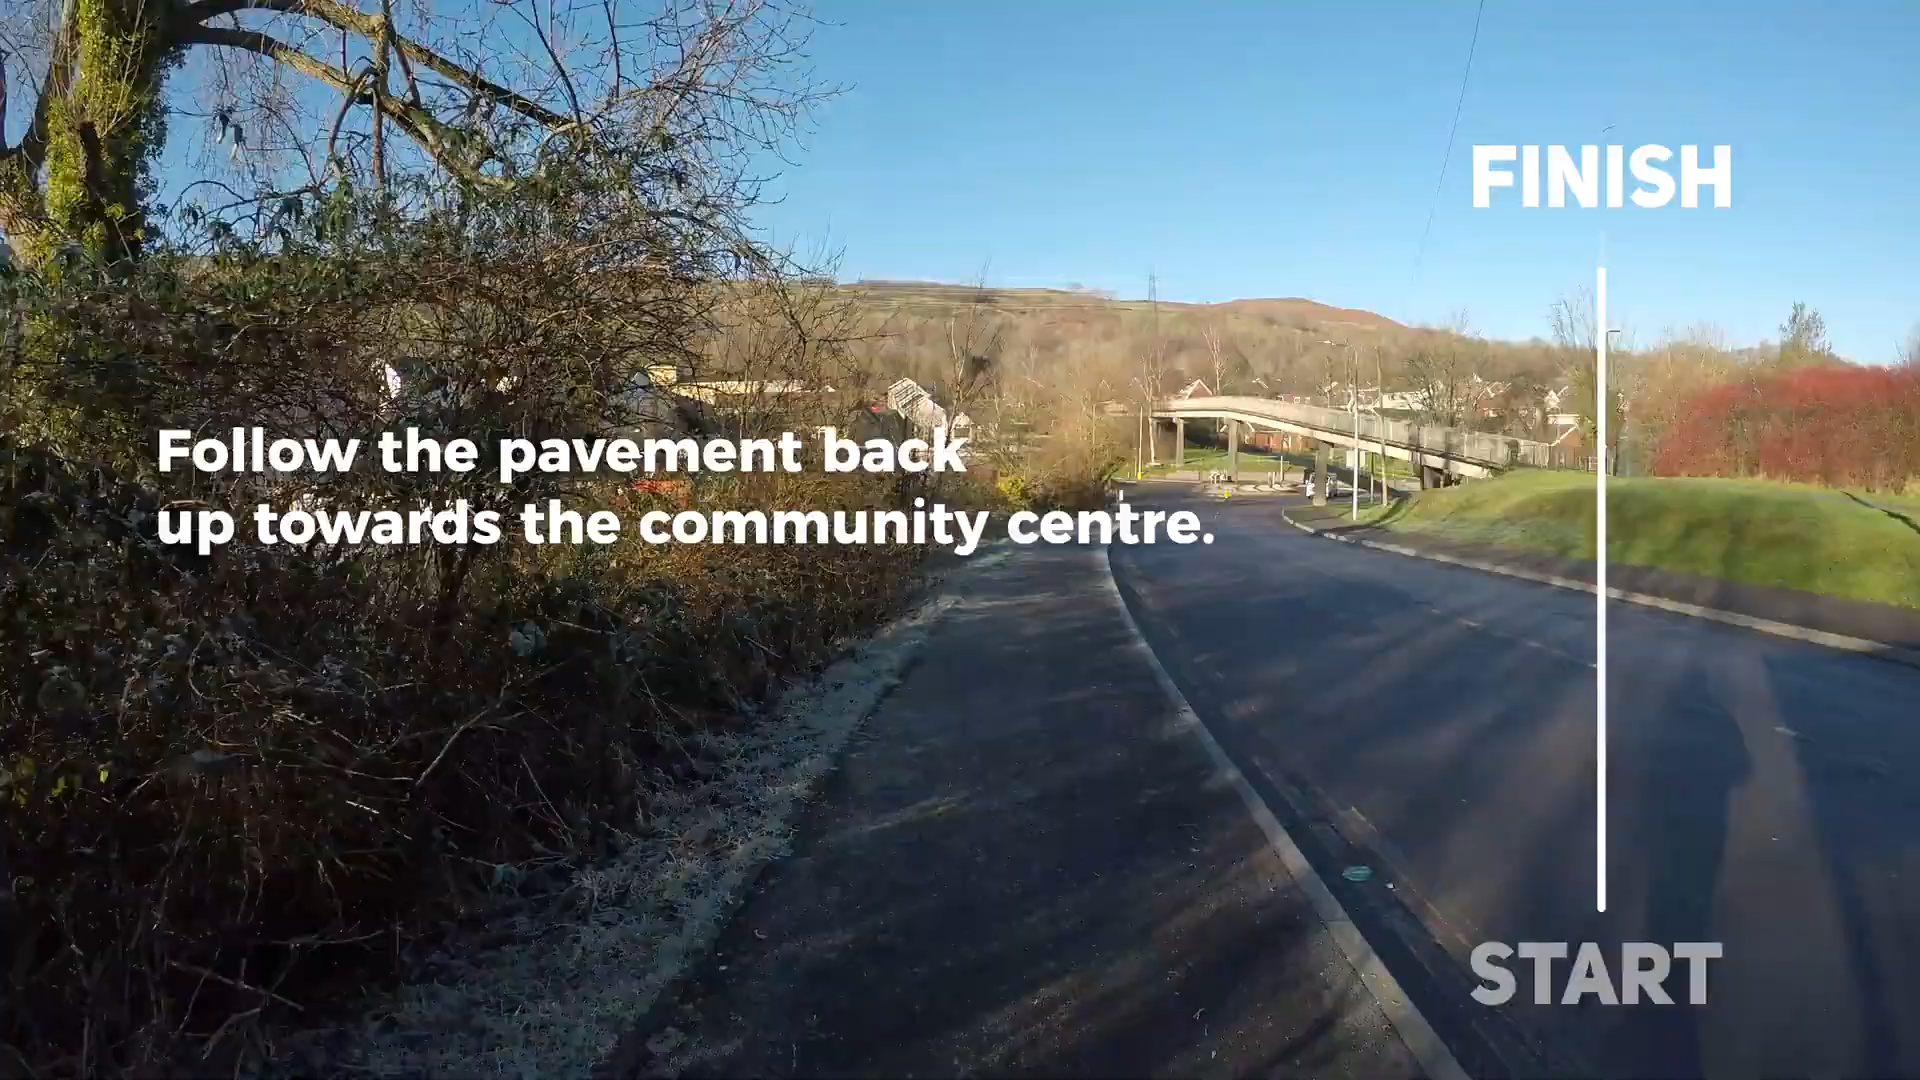 FINISH
Follow the pavement back
up towards the community centre.
START